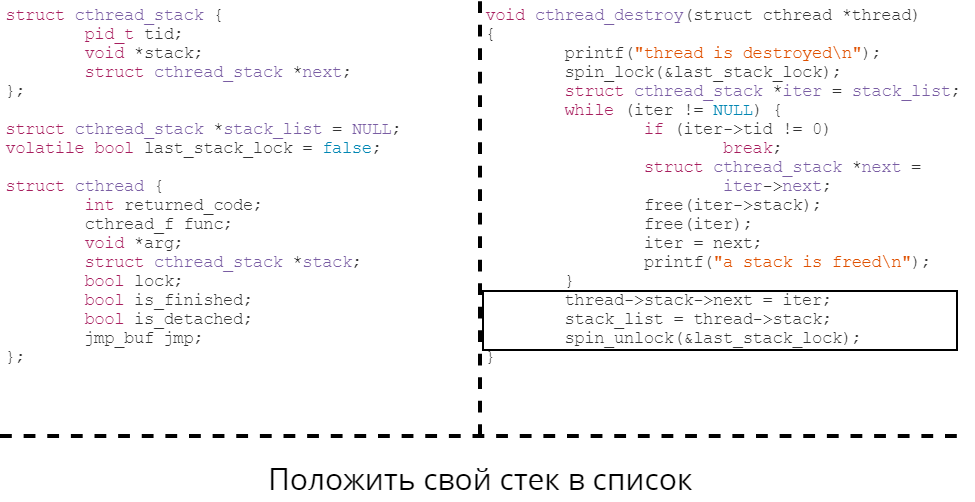 struct cthread_stack {
        pid_t tid;
        void *stack;
        struct cthread_stack *next;
};

struct cthread_stack *stack_list = NULL;
volatile bool last_stack_lock = false;

struct cthread {
        int returned_code;
        cthread_f func;
        void *arg;
        struct cthread_stack *stack;
        bool lock;
        bool is_finished;
        bool is_detached;
        jmp_buf jmp;
};
void cthread_destroy(struct cthread *thread)
{
        printf("thread is destroyed\n");
        spin_lock(&last_stack_lock);
        struct cthread_stack *iter = stack_list;
        while (iter != NULL) {
                if (iter->tid != 0)
                        break;
                struct cthread_stack *next =
                        iter->next;
                free(iter->stack);
                free(iter);
                iter = next;
                printf("a stack is freed\n");
        }
        thread->stack->next = iter;
        stack_list = thread->stack;
        spin_unlock(&last_stack_lock);
}
Положить свой стек в список